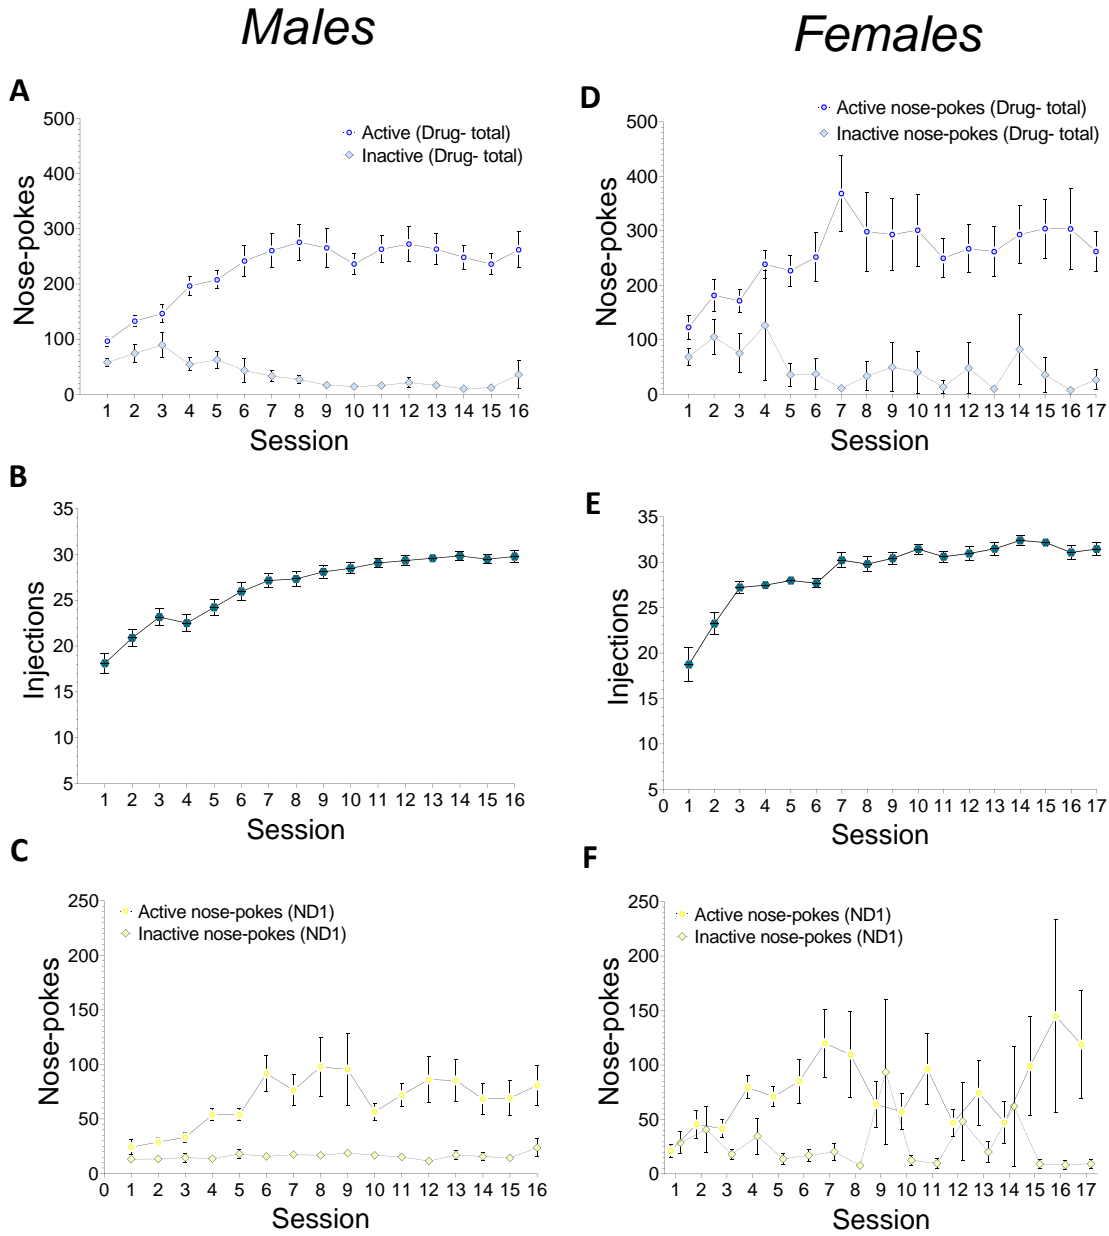 Males
Females
A
500
400
300
200
100
0
Nose-pokes
Active (Drug- total)
Inactive (Drug- total)
1 2 3 4 5 6 7 8 9 10 11 12 13 14 15 16
Session
D
500
400
300
200
100
0
Nose-pokes
Active nose-pokes (Drug- total)
Inactive nose-pokes (Drug- total)
1 2 3 4 5 6 7 8 9 10 11 12 13 14 15 16 17
Session
B
35
30
25
20
15
10
5
Injections
1 2 3 4 5 6 7 8 9 10 11 12 13 14 15 16
Session
E
35
30
25
20
15
10
5
Injections
0 1 2 3 4 5 6 7 8 9 10 11 12 13 14 15 16 17
Session
C
250
200
150
100
50
0
Nose-pokes
Active nose-pokes (ND1)
Inactive nose-pokes (ND1)
0 1 2 3 4 5 6 7 8 9 10 11 12 13 14 15 16
Session
F
250
200
150
100
50
0
Nose-pokes
Active nose-pokes (ND1)
Inactive nose-pokes (ND1)
1 2 3 4 5 6 7 8 9 10 11 12 13 14 15 16 17
Session